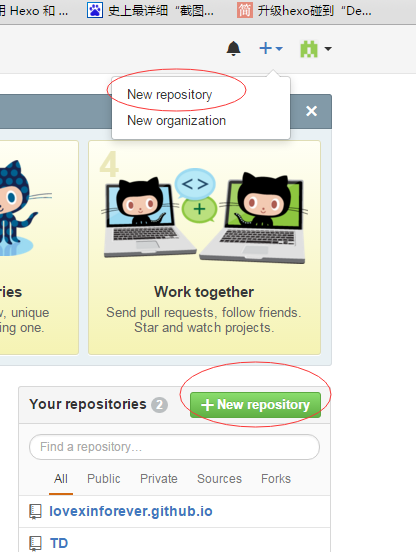 用 Hexo 和 ... 史上最详细“截图... 简 升级hexo碰到“De...
New repository
New organization
4
ries
Work together
w, unique
ing one.
Send pull requests, follow friends.
Star and watch projects.
Your repositories 2
New repository
Find a repository...
All Public Private Sources Forks
lovexinforever.github.io
TD